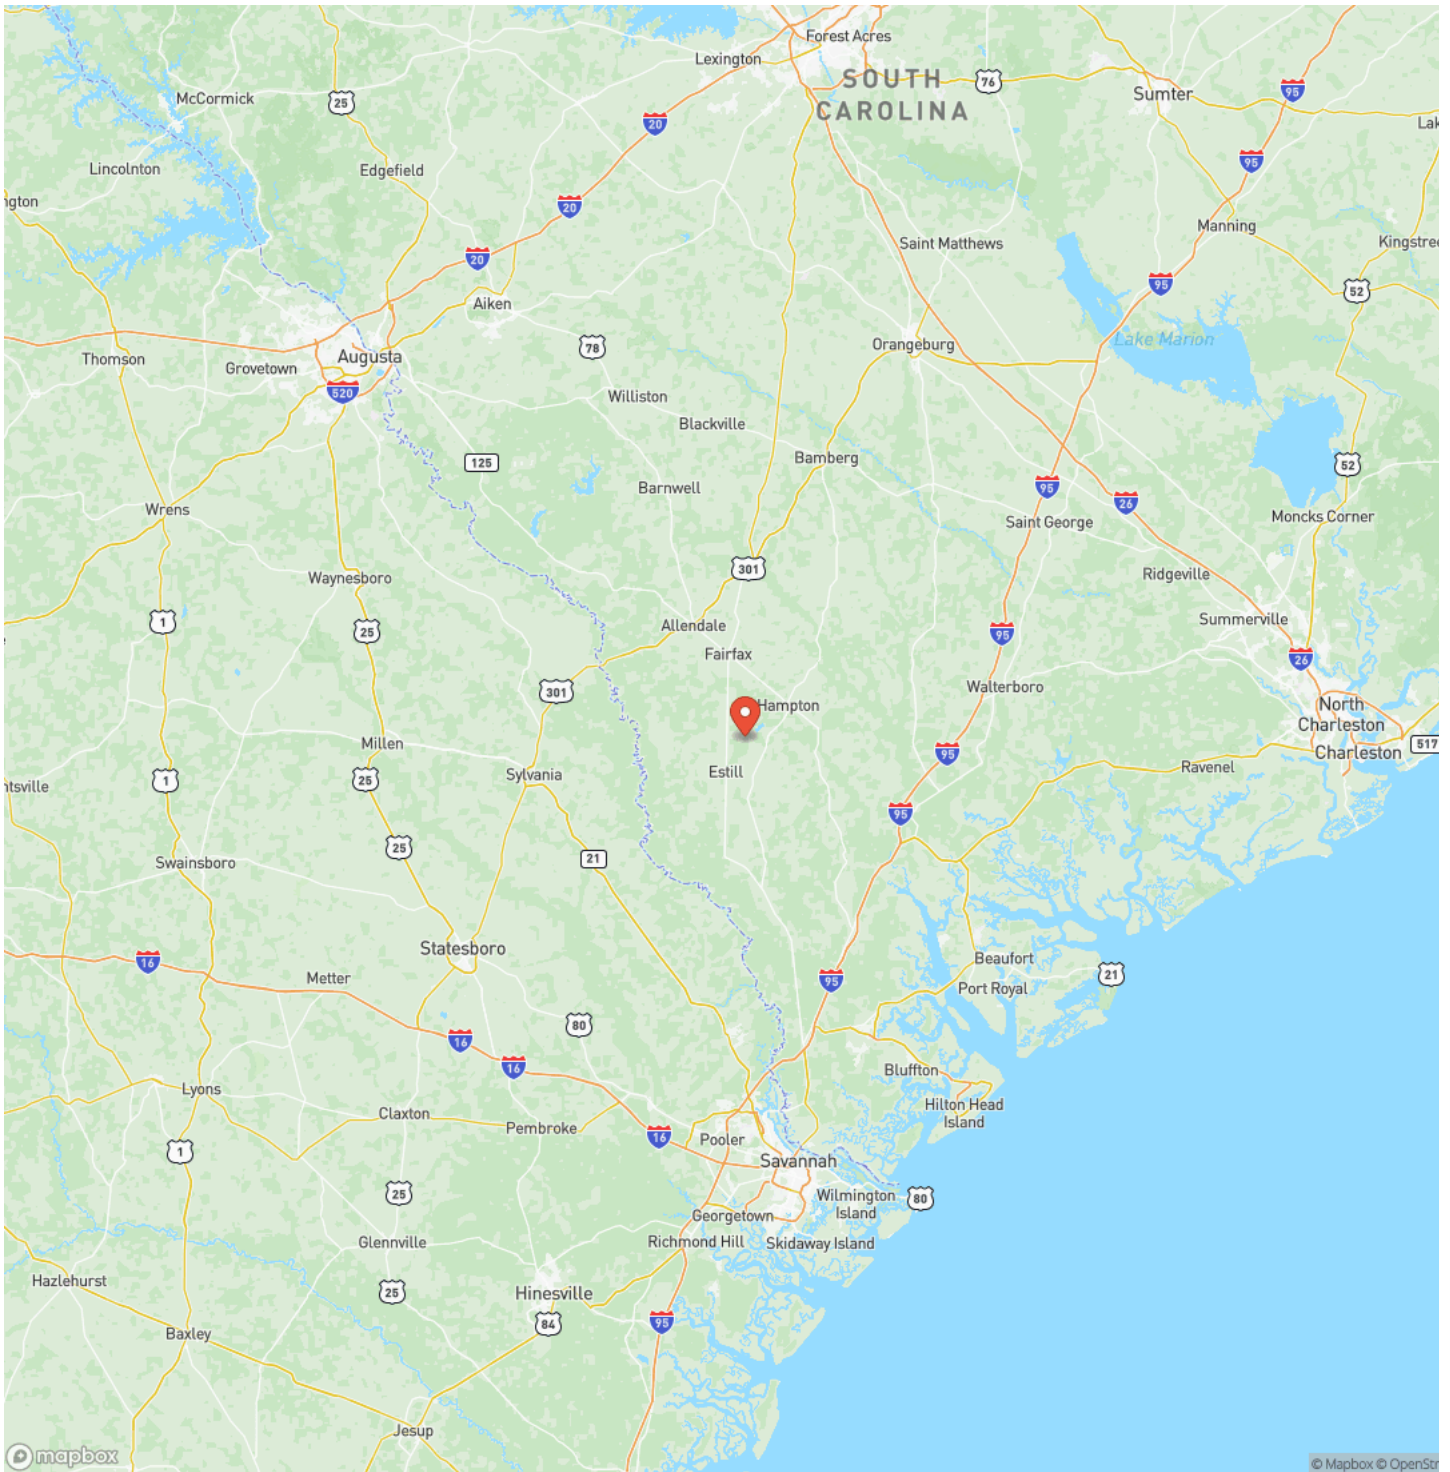 Forest Acres
Lexington
SOUTH
CAROLINA
76
Sumter
95
McCormick
25
20
Lak
95
Lincolnton
Edgefield
ngton
20
Manning
Saint Matthews
Kingstree
20
95
52
Aiken
Lake Marion
Thomson
Grovetown
Augusta
78
Orangeburg
520
Williston
Blackville
Bamberg
125
52
Barnwell
95
26
Wrens
Saint George
Moncks Corner
301
Waynesboro
Ridgeville
1
25
Allendale
95
Summerville
Fairfax
26
301
Walterboro
Hampton
North
Charleston
Millen
95
517
Charleston
1
25
Sylvania
Estill
Ravenel
ntsville
95
25
21
Swainsboro
Statesboro
16
Metter
95
Beaufort
21
Port Royal
80
16
16
Bluffton
Lyons
Hilton Head
Island
Claxton
Pembroke
16
Pooler
1
Savannah
25
Wilmington
Island
80
Georgetown
Glennville
Richmond Hill
Skidaway Island
Hazlehurst
25
Hinesville
84
95
Baxley
Jesup
mapbox
© Mapbox © OpenStr